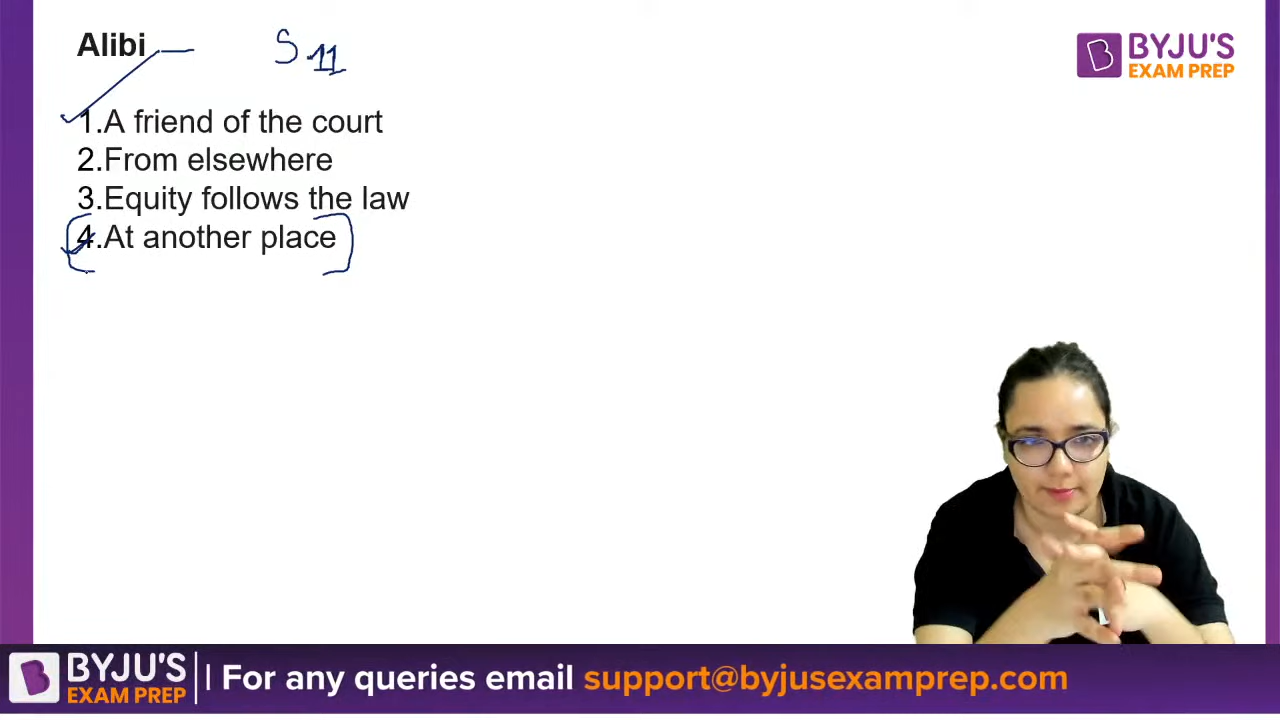 Alibi
S 11
BYJU'S
EXAM PREP
1.A friend of the court
2.From elsewhere
3.Equity follows the law
4.At another place
BYJU'S
EXAM PREP
For any queries email support@byjusexamprep.com